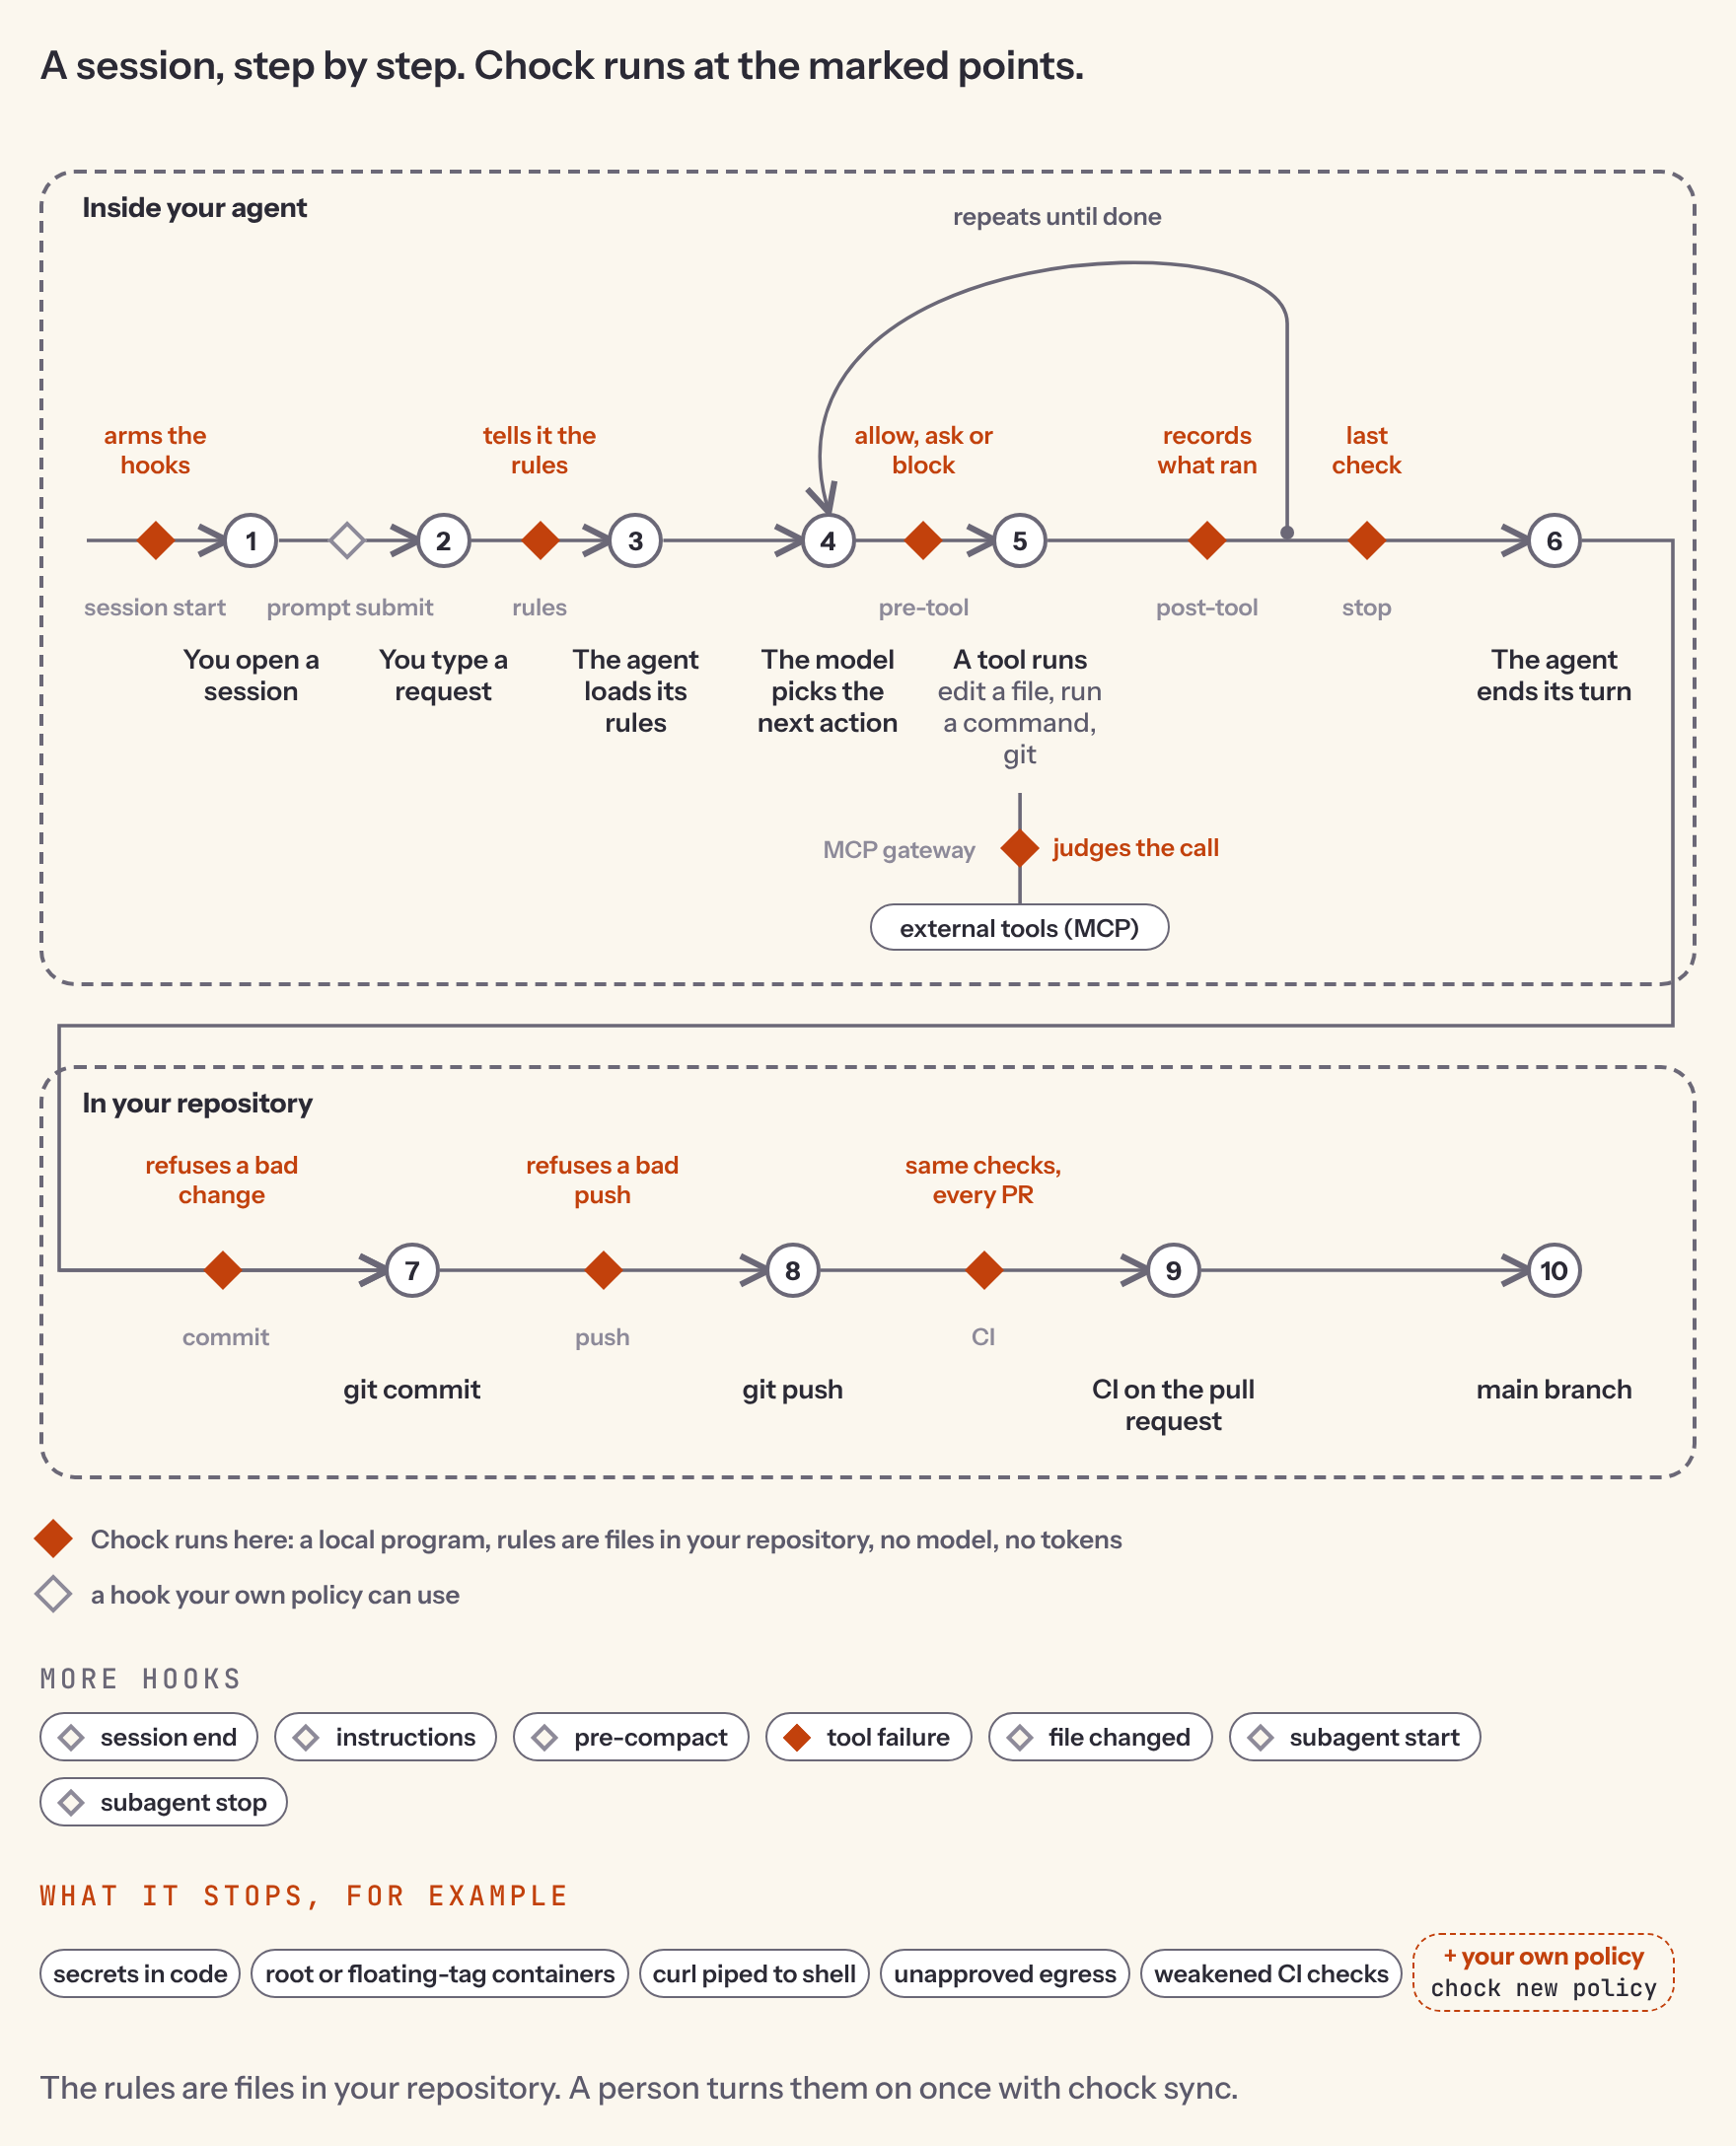 A session, step by step. Chock runs at the marked points.
Inside your agent
repeats until done
arms the
hooks
tells it the
rules
allow, ask or
block
records
what ran
last
check
1
2
3
4
5
6
session start
prompt submit
rules
pre-tool
post-tool
stop
You open a
session
You type a
request
The agent
loads its
rules
The model
picks the
next action
A tool runs
edit a file, run
a command,
git
The agent
ends its turn
MCP gateway
judges the call
external tools (MCP)
In your repository
refuses a bad
change
refuses a bad
push
same checks,
every PR
7
8
9
10
commit
push
CI
git commit
git push
CI on the pull
request
main branch
Chock runs here: a local program, rules are files in your repository, no model, no tokens
a hook your own policy can use
MORE HOOKS
session end
instructions
pre-compact
tool failure
file changed
subagent start
subagent stop
WHAT IT STOPS, FOR EXAMPLE
secrets in code
root or floating-tag containers
curl piped to shell
unapproved egress
weakened CI checks
+ your own policy
chock new policy
The rules are files in your repository. A person turns them on once with chock sync.